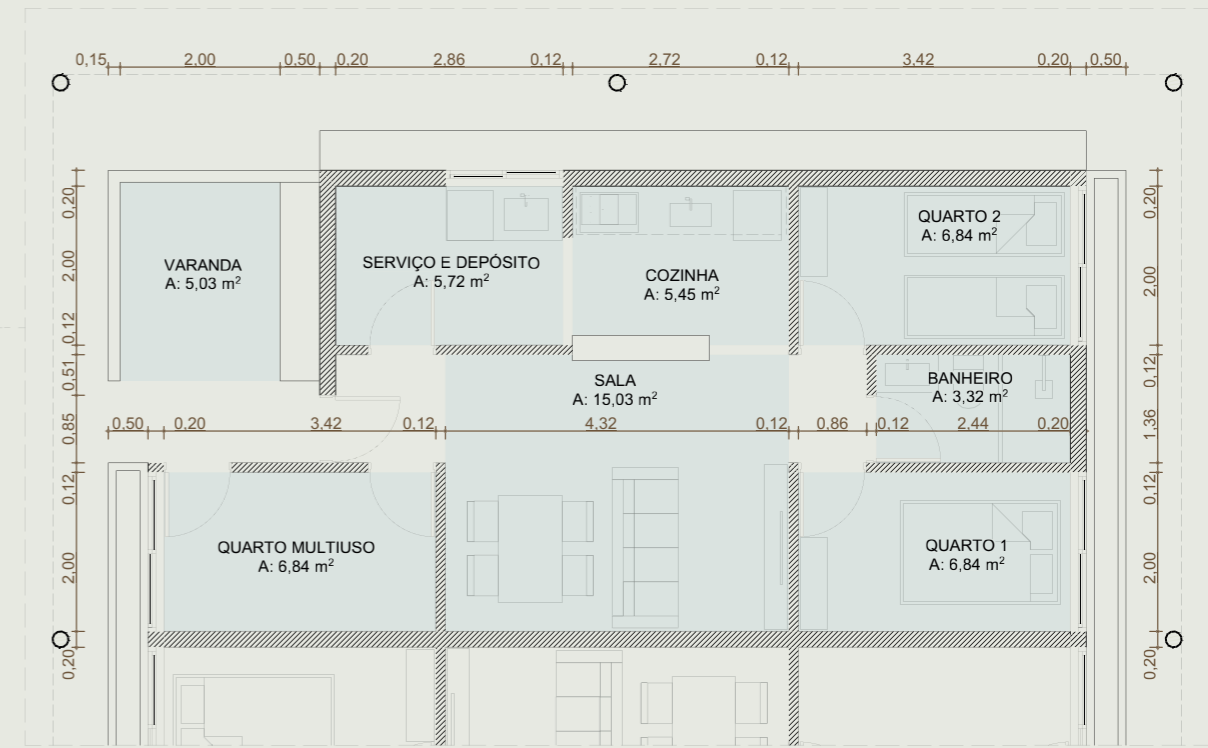 0,15 2,00 0,50 0,20 2,86 0,12 2,72 0,12 3,42 0,20 0,50
0,20
2,00
0,12
0,51
0,85
0,12
2,00
0,20
VARANDA
A: 5,03 m²
SERVIÇO E DEPÓSITO
A: 5,72 m²
COZINHA
A: 5,45 m²
QUARTO 2
A: 6,84 m²
SALA
A: 15,03 m²
BANHEIRO
A: 3,32 m²
0,50 0,20 3,42 0,12 4,32 0,12 0,86 0,12 2,44 0,20
QUARTO MULTIUSO
A: 6,84 m²
QUARTO 1
A: 6,84 m²
0,20
2,00
0,12
1,36
0,12
2,00
0,20